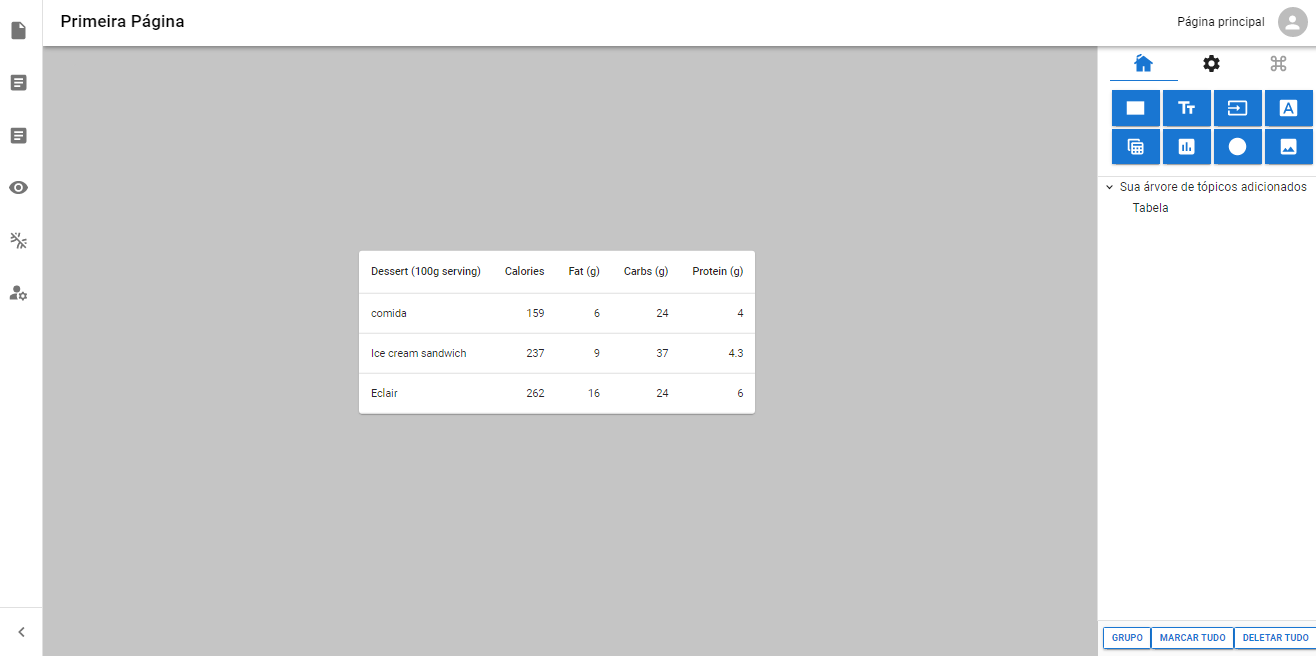 Primeira Página
Página principal
Sua árvore de tópicos adicionados
Tabela
Dessert (100g serving) Calories Fat (g) Carbs (g) Protein (g)
comida 159 6 24 4
Ice cream sandwich 237 9 37 4.3
Eclair 262 16 24 6
GRUPO MARCAR TUDO DELETAR TUDO